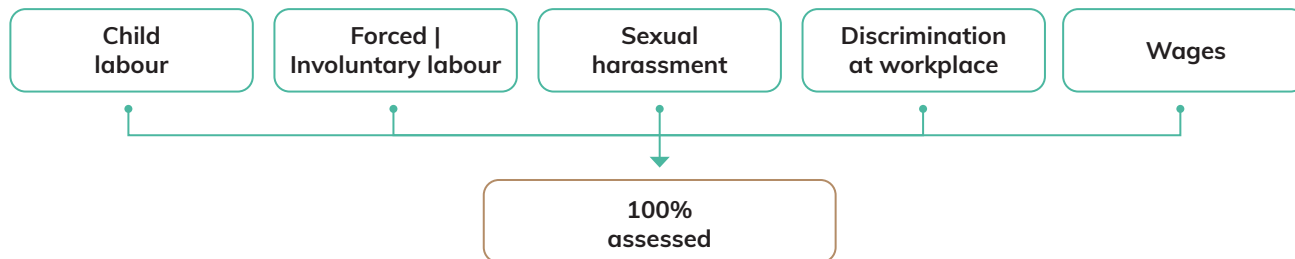 Child
labour
Forced |
Involuntary labour
Sexual
harassment
Discrimination
at workplace
Wages
100%
assessed